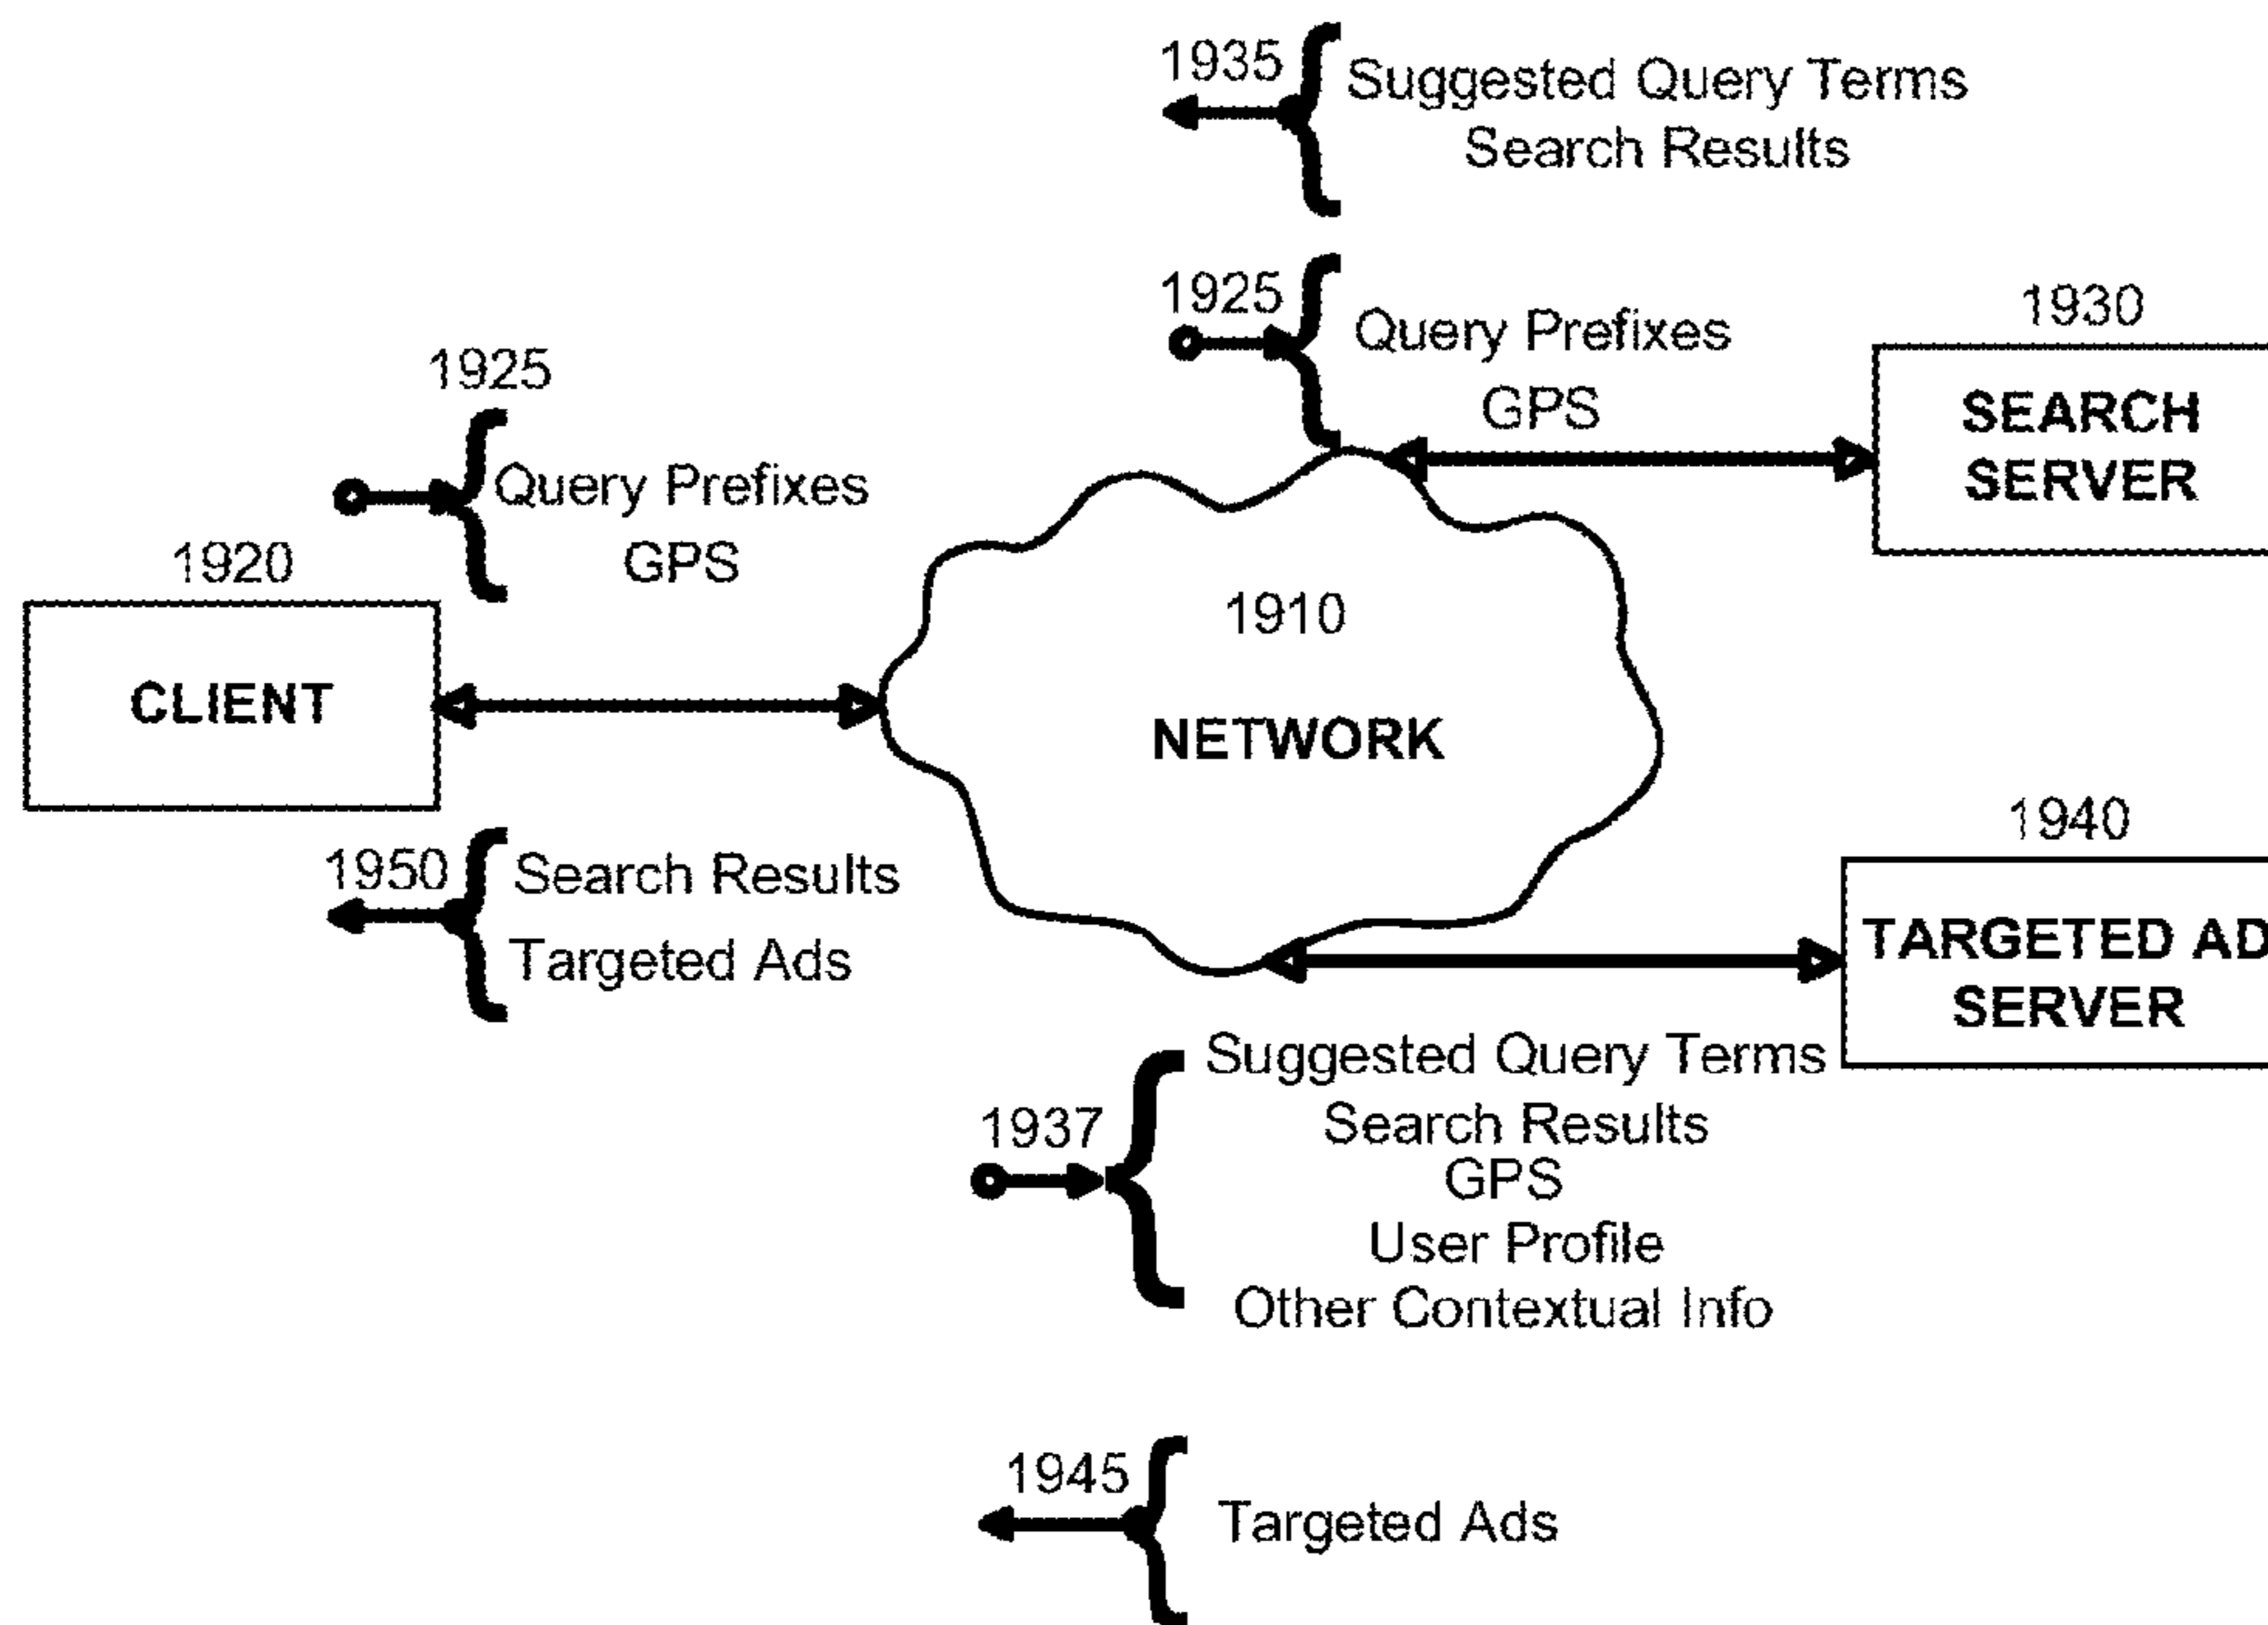 1935
Suggested Query Terms
Search Results
1925
Query Prefixes
GPS
1930
SEARCH
SERVER
1925
Query Prefixes
GPS
1920
CLIENT
1910
NETWORK
1940
TARGETED AD
SERVER
1950
Search Results
Targeted Ads
1937
Suggested Query Terms
Search Results
GPS
User Profile
Other Contextual Info
1945
Targeted Ads